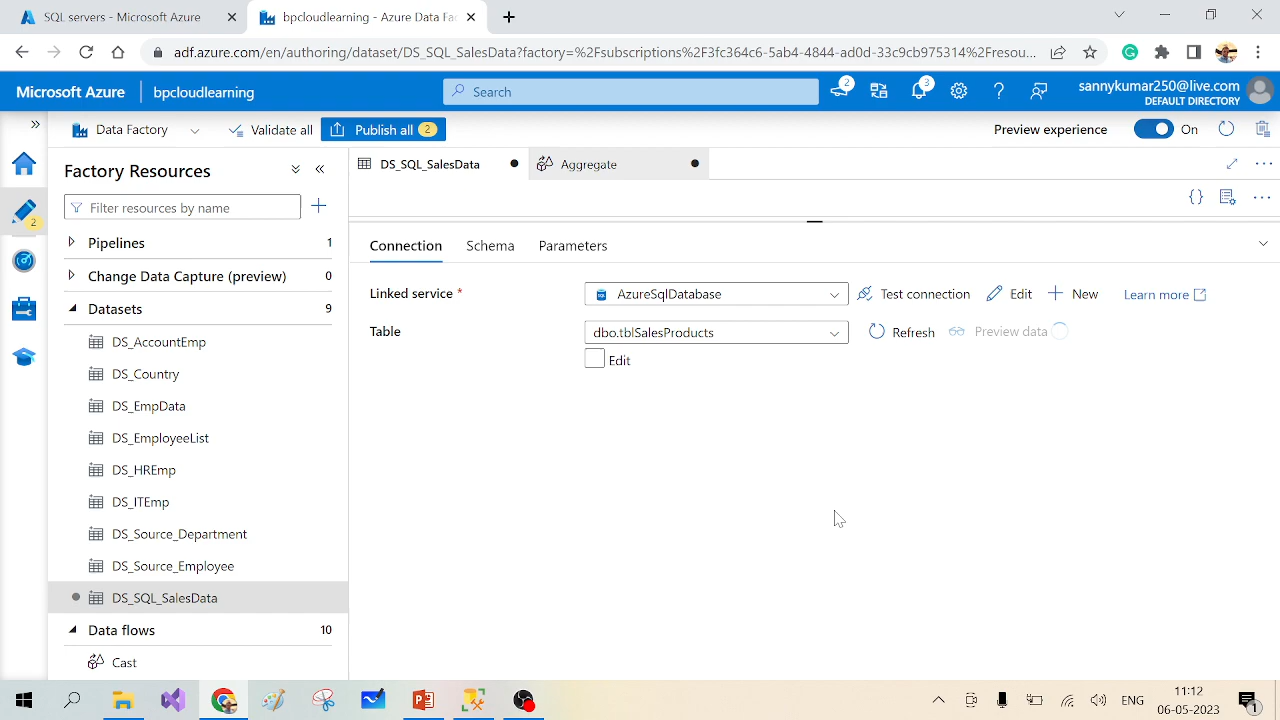 SQL servers - Microsoft Azure
bpcloudlearning - Azure Data Fac
adf.azure.com/en/authoring/dataset/DS_SQL_SalesData?factory=%2Fsubscriptions%2F3fc364c6-5ab4-4844-ad0d-33c9cb975314%2Fresou...
Microsoft Azure
bpcloudlearning
Search
2
3
sannykumar250@live.com
DEFAULT DIRECTORY
Data Factory
Validate all
Publish all 2
Preview experience
On
Factory Resources
DS_SQL_SalesData
Aggregate
Filter resources by name
2
Pipelines 1
Change Data Capture (preview) 0
Datasets 9
DS_AccountEmp
DS_Country
DS_EmpData
DS_EmployeeList
DS_HREmp
DS_ITEmp
DS_Source_Department
DS_Source_Employee
DS_SQL_SalesData
Data flows 10
Cast
Connection Schema Parameters
Linked service *
AzureSqlDatabase
Test connection
Edit
New
Learn more
Table
dbo.tblSalesProducts
Refresh
Preview data
Edit
ENG
11:12
06-05-2023
1